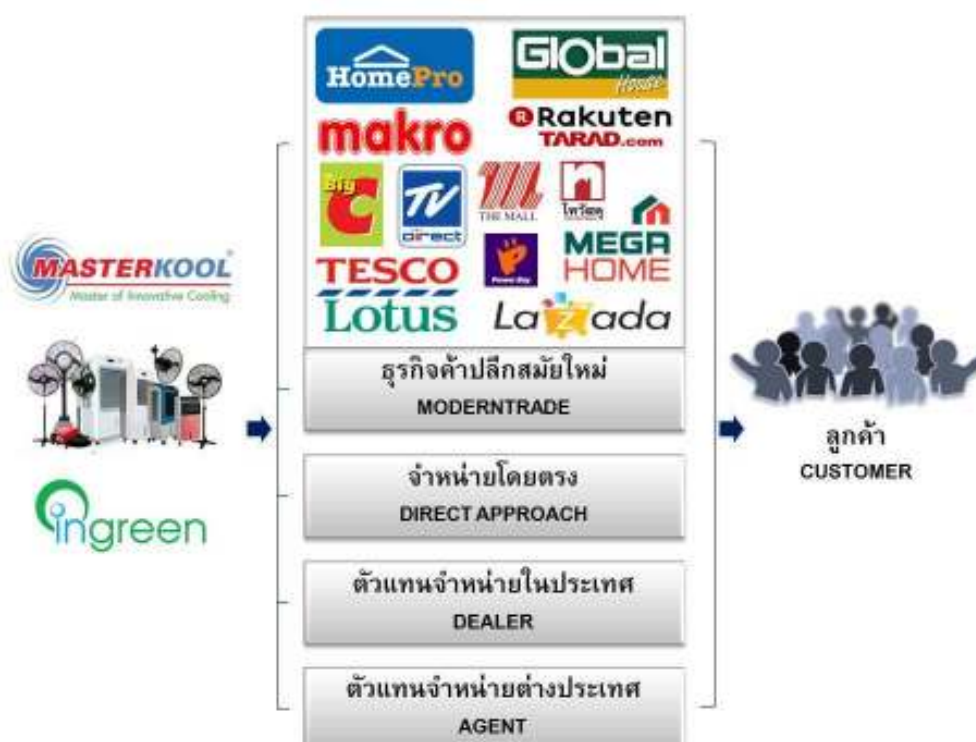 MASTERKOOL®
Master of Innovative Cooling
ingreen
HomePro
Global
House
makro
R Rakuten
TARAD.com
Big
C
TV
direct
M
THE MALL
n
ไทวัสดุ
MEGA
HOME
Power Buy
TESCO
Lotus
Lazada
ธุรกิจค้าปลีกสมัยใหม่
MODERNTRADE
จำหน่ายโดยตรง
DIRECT APPROACH
ตัวแทนจำหน่ายในประเทศ
DEALER
ตัวแทนจำหน่ายต่างประเทศ
AGENT
ลูกค้า
CUSTOMER